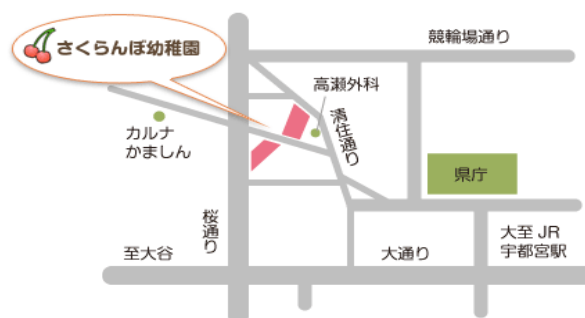 さくらんぼ幼稚園
競輪場通り
高瀬外科
清住通り
カルナ
かましん
県庁
桜通り
至大谷
大通り
大至 JR
宇都宮駅